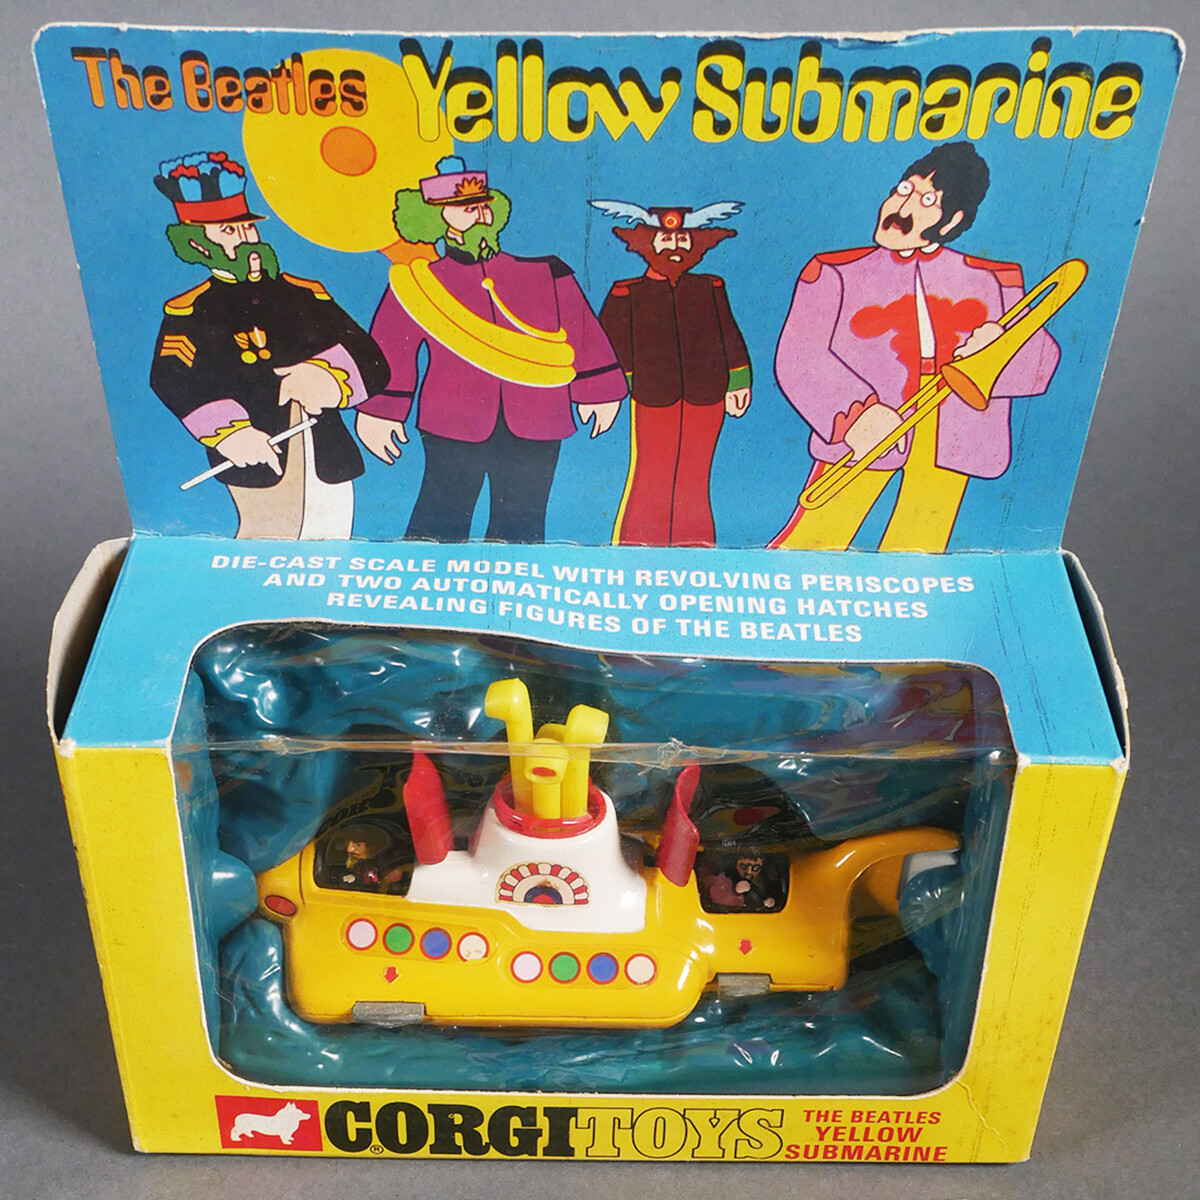 The Beatles Yellow Submarine
DIE-CAST SCALE MODEL WITH REVOLVING PERISCOPES
AND TWO AUTOMATICALLY OPENING HATCHES
REVEALING FIGURES OF THE BEATLES
CORGI TOYS
®
THE BEATLES
YELLOW
SUBMARINE